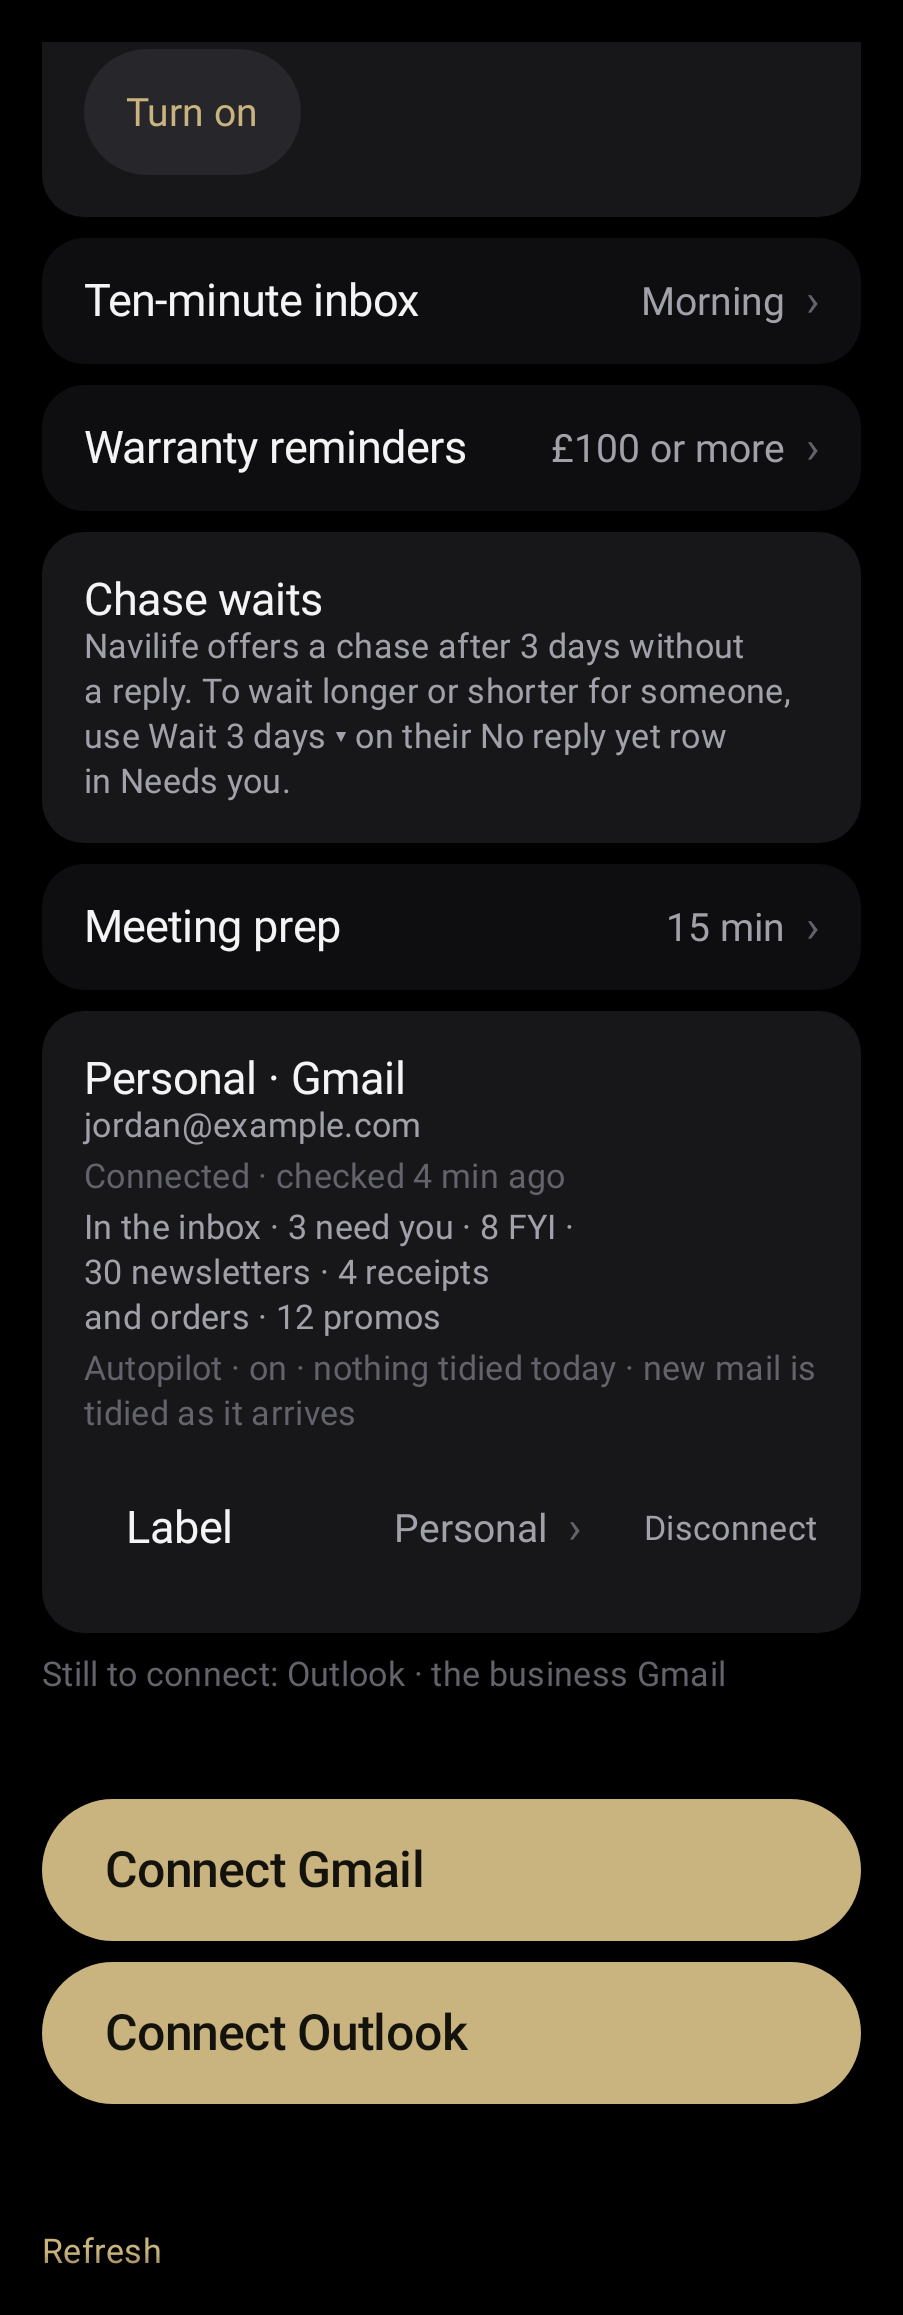 Turn on
Ten-minute inbox
Morning ›
Warranty reminders
£100 or more ›
Chase waits
Navilife offers a chase after 3 days without
a reply. To wait longer or shorter for someone,
use Wait 3 days ▾ on their No reply yet row
in Needs you.
Meeting prep
15 min ›
Personal · Gmail
jordan@example.com
Connected · checked 4 min ago
In the inbox · 3 need you · 8 FYI ·
30 newsletters · 4 receipts
and orders · 12 promos
Autopilot · on · nothing tidied today · new mail is
tidied as it arrives
Label
Personal ›
Disconnect
Still to connect: Outlook · the business Gmail
Connect Gmail
Connect Outlook
Refresh